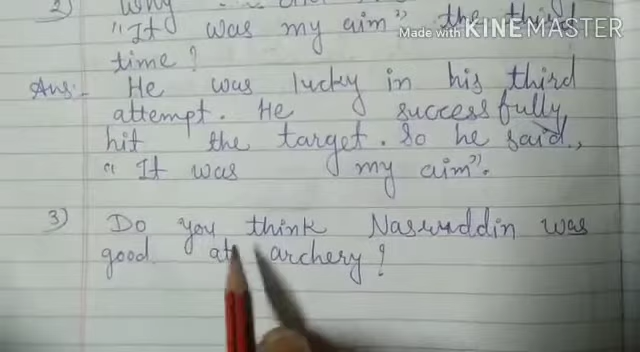 2) Why
"It was my aim" the third
time?
Ans:- He was lucky in his third
attempt. He successfully
hit the target. So he said,
"It was my aim".
3) Do you think Nasruddin was
good at archery?
Made with KINEMASTER